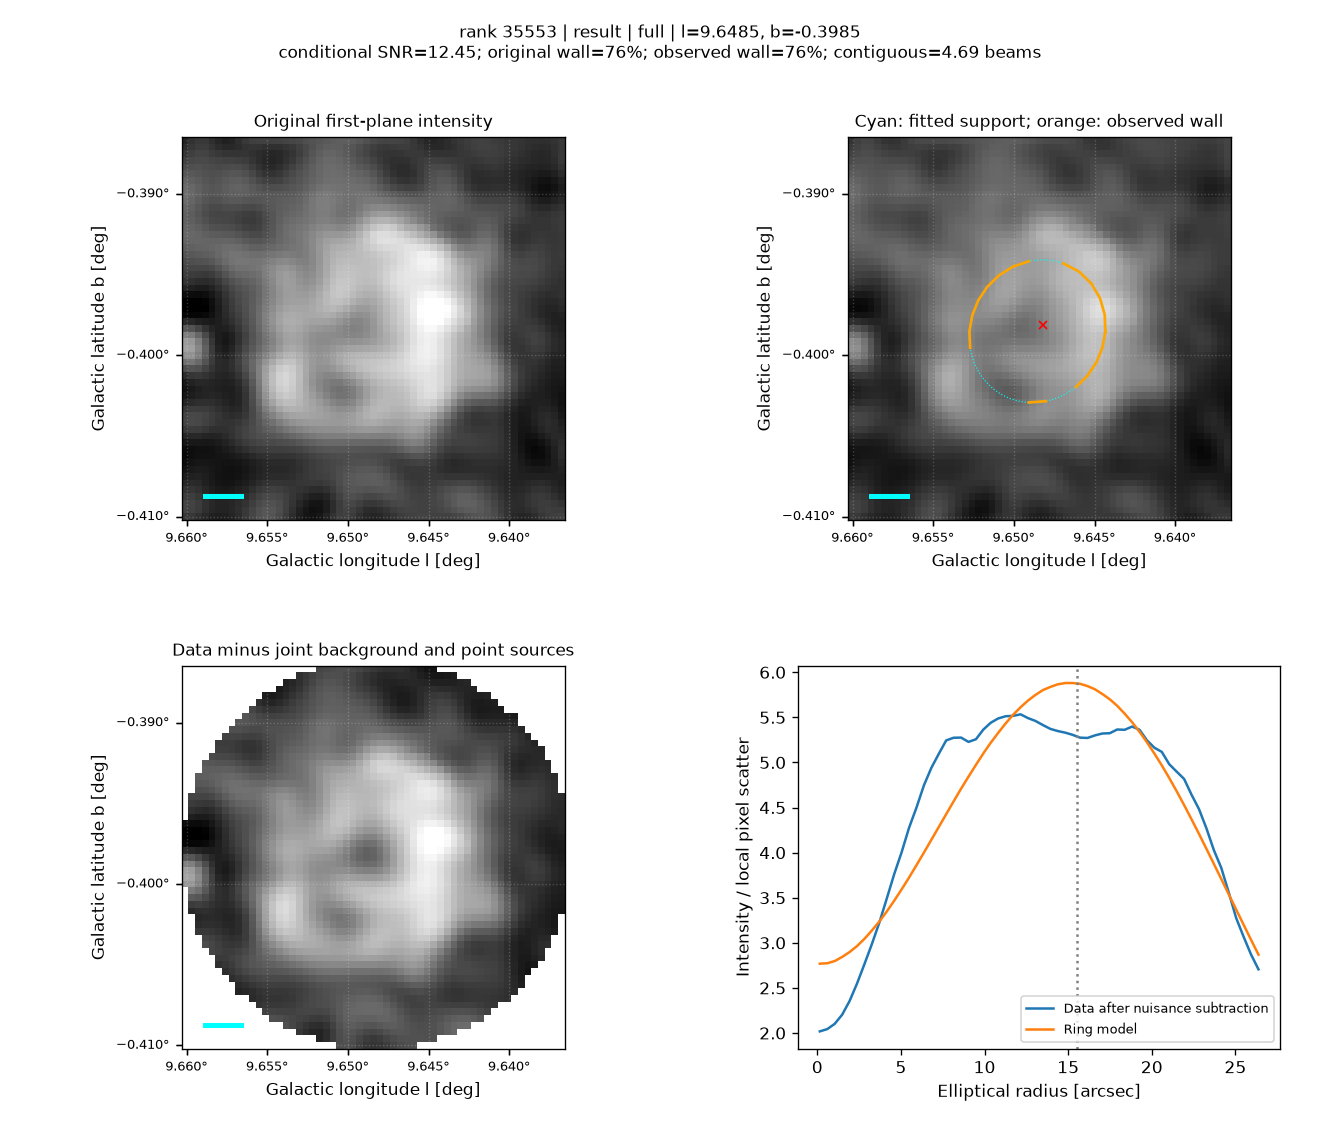 rank 35553 | result | full | l=9.6485, b=-0.3985
conditional SNR=12.45; original wall=76%; observed wall=76%; contiguous=4.69 beams
Original first-plane intensity
−0.390°
−0.400°
−0.410°
9.660°
9.655°
9.650°
9.645°
9.640°
Galactic longitude l [deg]
Galactic latitude b [deg]
Cyan: fitted support; orange: observed wall
−0.390°
−0.400°
−0.410°
9.660°
9.655°
9.650°
9.645°
9.640°
Galactic longitude l [deg]
Galactic latitude b [deg]
Data minus joint background and point sources
−0.390°
−0.400°
−0.410°
9.660°
9.655°
9.650°
9.645°
9.640°
Galactic longitude l [deg]
Galactic latitude b [deg]
6.0
5.5
5.0
4.5
4.0
3.5
3.0
2.5
2.0
0
5
10
15
20
25
Elliptical radius [arcsec]
Intensity / local pixel scatter
Data after nuisance subtraction
Ring model